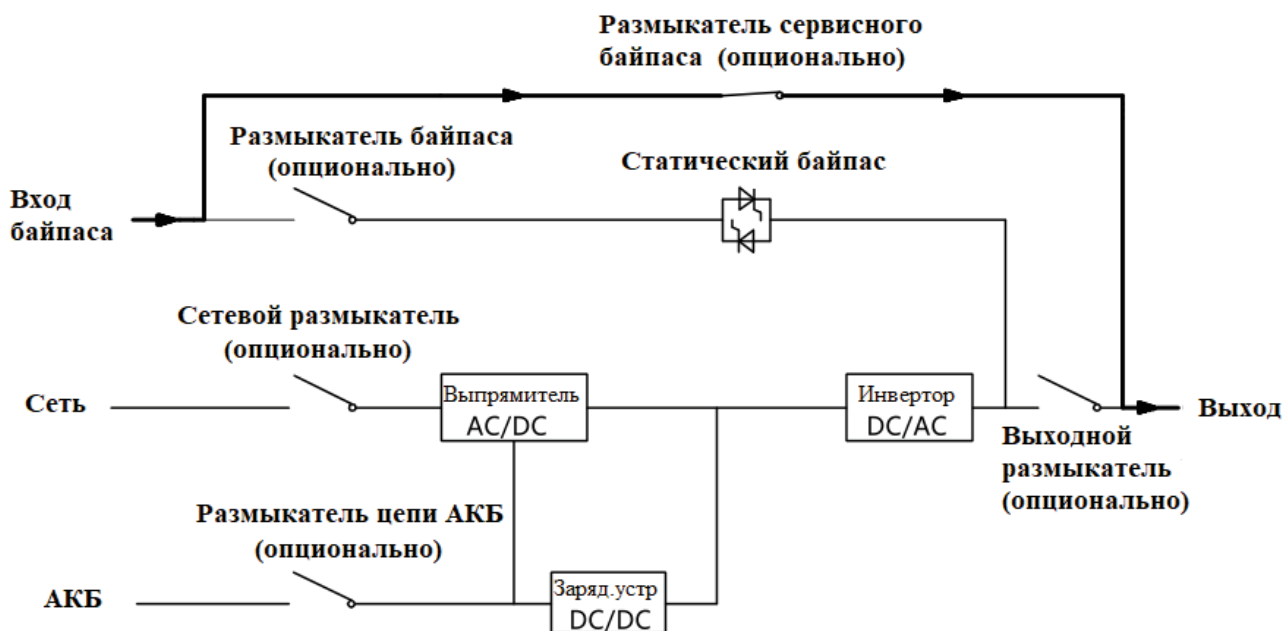 Размыкатель сервисного
байпаса (опционально)
Размыкатель байпаса
(опционально)
Статический байпас
Вход
байпаса
Сетевой размыкатель
(опционально)
Сеть
Выпрямитель
AC/DC
Инвертор
DC/AC
Выход
Выходной
размыкатель
(опционально)
Размыкатель цепи АКБ
(опционально)
АКБ
Заряд.устр
DC/DC